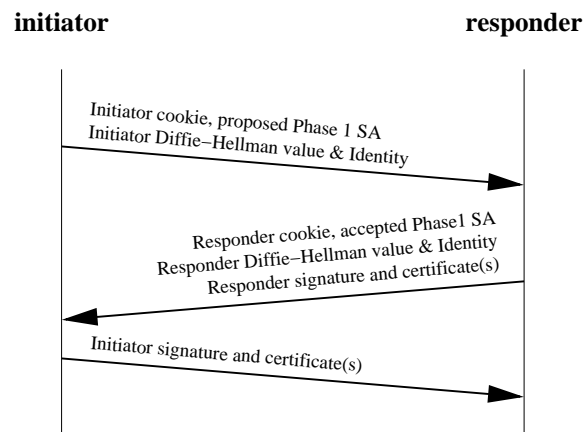 initiator
responder
Initiator cookie, proposed Phase 1 SA
Initiator Diffie−Hellman value & Identity
Responder cookie, accepted Phase1 SA
Responder Diffie−Hellman value & Identity
Responder signature and certificate(s)
Initiator signature and certificate(s)